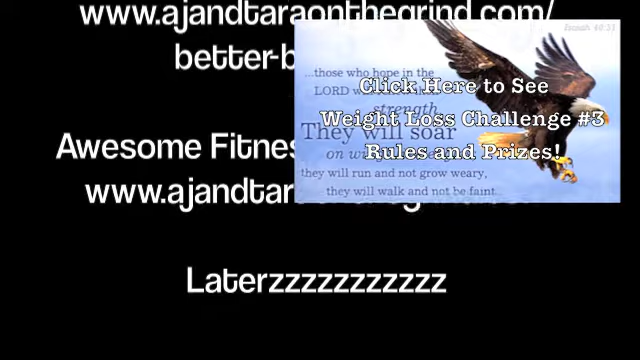 www.ajandtaraonthegrind.com/
better-b
Awesome Fitnes
www.ajandtar
Laterzzzzzzzzzzz
Isaiah 40:31
...those who hope in the
LORD
strength
They will soar
on
they will run and not grow weary,
they will walk and not be faint.
Click Here to See
Weight Loss Challenge #3
Rules and Prizes!